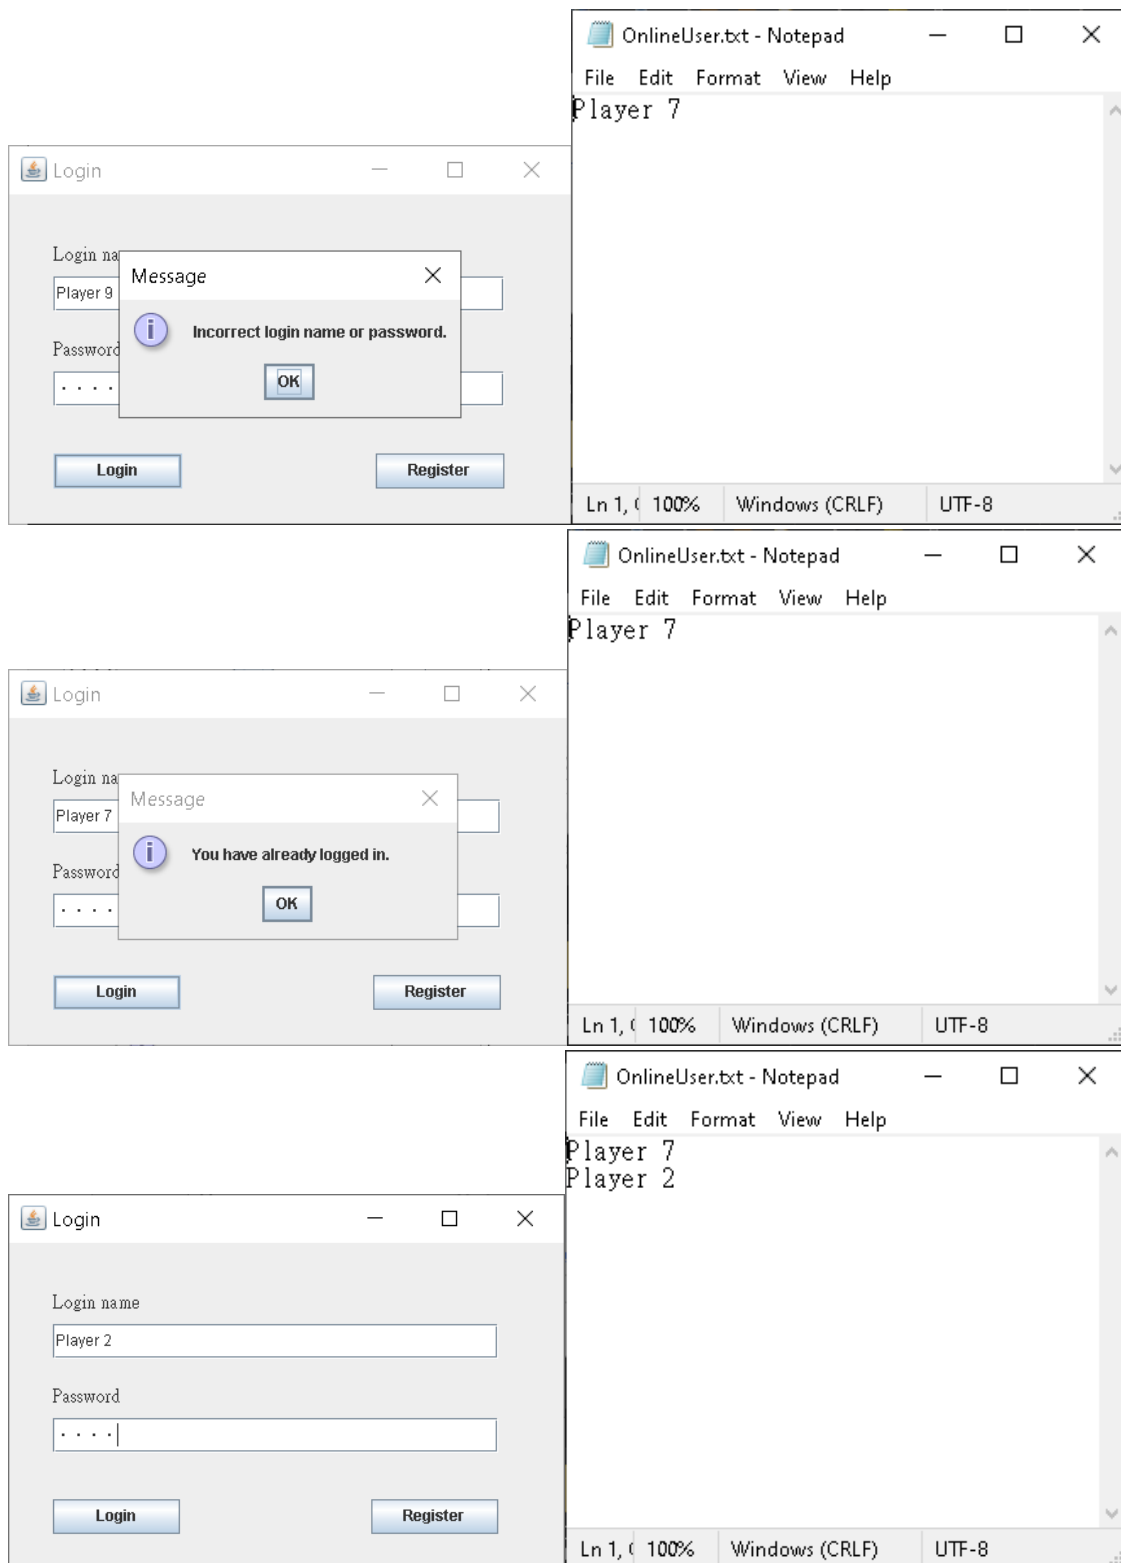 OnlineUser.txt - Notepad
File Edit Format View Help
Player 7
Login
Login na
Message
Player 9
Incorrect login name or password.
Password
OK
Login Register
Ln 1, 100% Windows (CRLF) UTF-8
OnlineUser.txt - Notepad
File Edit Format View Help
Player 7
Login
Login na
Message
Player 7
You have already logged in.
Password
OK
Login Register
Ln 1, 100% Windows (CRLF) UTF-8
OnlineUser.txt - Notepad
File Edit Format View Help
Player 7
Player 2
Login
Login name
Player 2
Password
Login Register
Ln 1, 100% Windows (CRLF) UTF-8